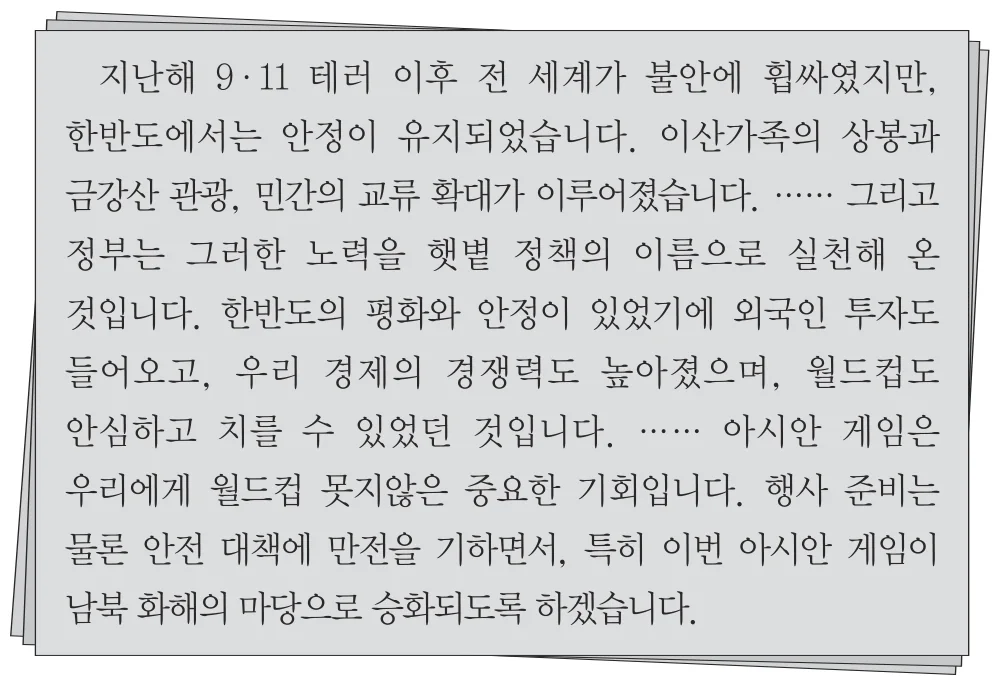 지난해 9·11 테러 이후 전 세계가 불안에 휩싸였지만,
한반도에서는 안정이 유지되었습니다. 이산가족의 상봉과
금강산 관광, 민간의 교류 확대가 이루어졌습니다. …… 그리고
정부는 그러한 노력을 햇볕 정책의 이름으로 실천해 온
것입니다. 한반도의 평화와 안정이 있었기에 외국인 투자도
들어오고, 우리 경제의 경쟁력도 높아졌으며, 월드컵도
안심하고 치를 수 있었던 것입니다. …… 아시안 게임은
우리에게 월드컵 못지않은 중요한 기회입니다. 행사 준비는
물론 안전 대책에 만전을 기하면서, 특히 이번 아시안 게임이
남북 화해의 마당으로 승화되도록 하겠습니다.